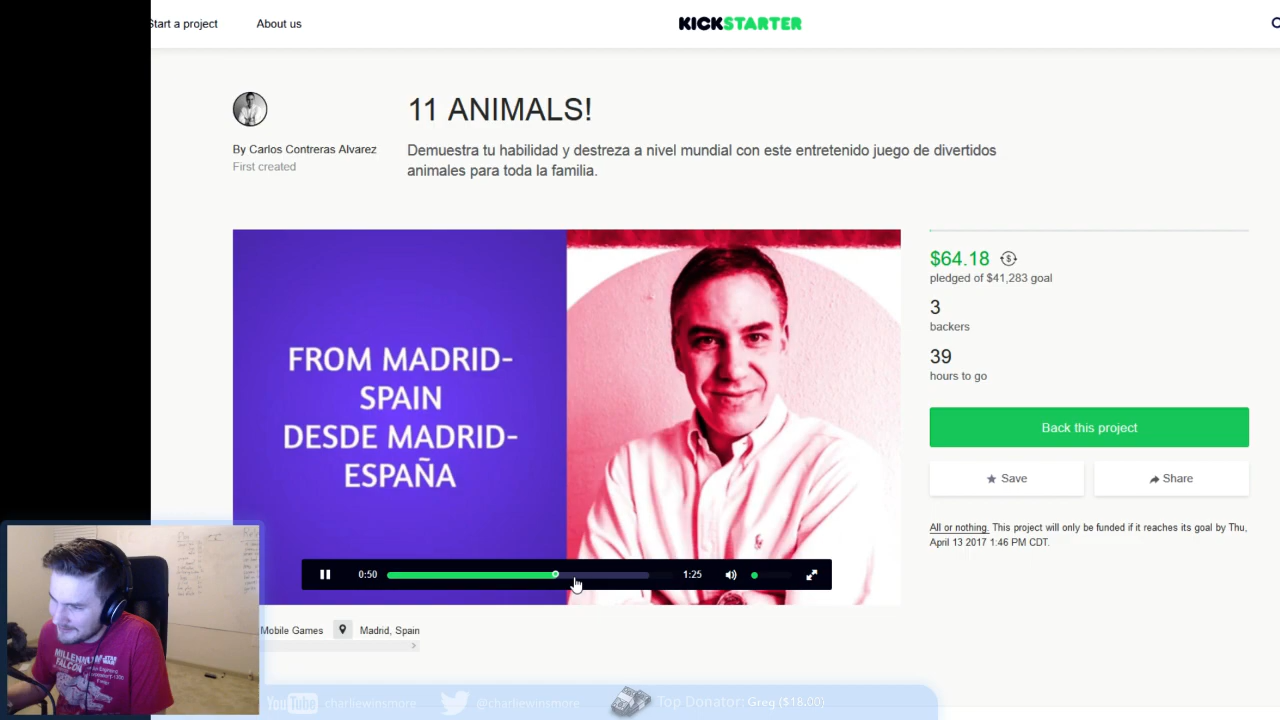 Start a project
About us
KICKSTARTER
11 ANIMALS!
By Carlos Contreras Alvarez
First created
Demuestra tu habilidad y destreza a nivel mundial con este entretenido juego de divertidos
animales para toda la familia.
FROM MADRID-
SPAIN
DESDE MADRID-
ESPAÑA
0:50
1:25
$64.18
pledged of $41,283 goal
3
backers
39
hours to go
Back this project
Save
Share
All or nothing. This project will only be funded if it reaches its goal by Thu,
April 13 2017 1:46 PM CDT.
Mobile Games
Madrid, Spain
MILLENNIUM
FALCON
YouTube
charliewinsmore
@charliewinsmore
Top Donator: Greg ($18.00)